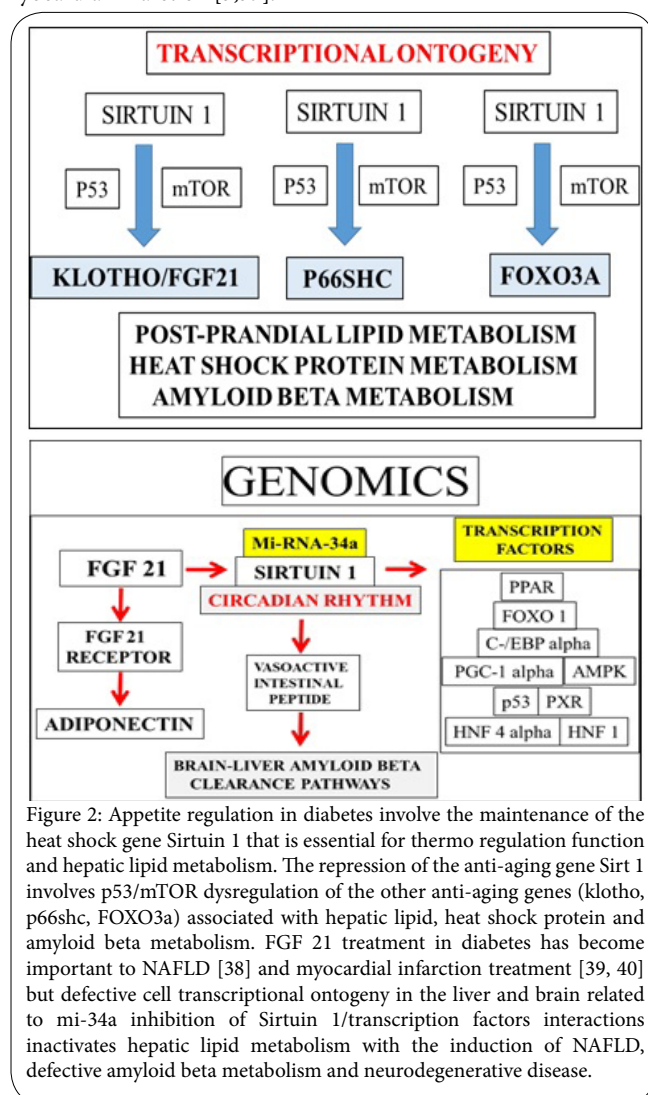 TRANSCRIPTIONAL ONTOGENY
SIRTUIN 1 SIRTUIN 1 SIRTUIN 1
P53 mTOR P53 mTOR P53 mTOR
KLOTHO/FGF21 P66SHC FOXO3A
POST-PRANDIAL LIPID METABOLISM
HEAT SHOCK PROTEIN METABOLISM
AMYLOID BETA METABOLISM
GENOMICS
FGF 21
FGF21
RECEPTOR
ADIPONECTIN
Mi-RNA-34a
SIRTUIN 1
CIRCADIAN RHYTHM
VASOACTIVE
INTESTINAL
PEPTIDE
BRAIN-LIVER AMYLOID BETA
CLEARANCE PATHWAYS
TRANSCRIPTION
FACTORS
PPAR
FOXO 1
C-/EBP alpha
PGC-1 alpha AMPK
p53 PXR
HNF 4 alpha HNF 1
Figure 2: Appetite regulation in diabetes involve the maintenance of the
heat shock gene Sirtuin 1 that is essential for thermo regulation function
and hepatic lipid metabolism. The repression of the anti-aging gene Sirt 1
involves p53/mTOR dysregulation of the other anti-aging genes (klotho,
p66shc, FOXO3a) associated with hepatic lipid, heat shock protein and
amyloid beta metabolism. FGF 21 treatment in diabetes has become
important to NAFLD [38] and myocardial infarction treatment [39, 40]
but defective cell transcriptional ontogeny in the liver and brain related
to mi-34a inhibition of Sirtuin 1/transcription factors interactions
inactivates hepatic lipid metabolism with the induction of NAFLD,
defective amyloid beta metabolism and neurodegenerative disease.